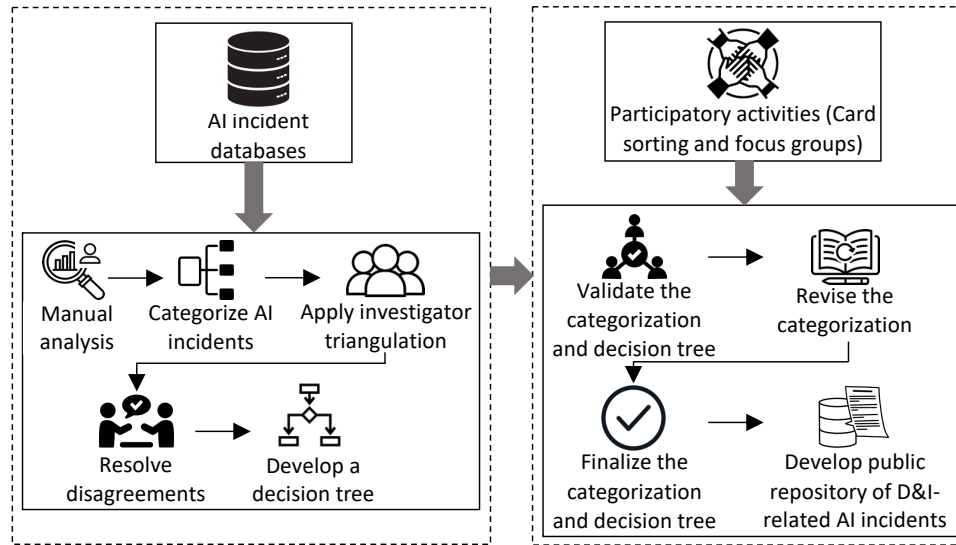 AI incident
databases
Manual
analysis
Categorize AI
incidents
Apply investigator
triangulation
Resolve
disagreements
Develop a
decision tree
Participatory activities (Card
sorting and focus groups)
Validate the
categorization
and decision tree
Revise the
categorization
Finalize the
categorization
and decision tree
Develop public
repository of D&I-
related AI incidents